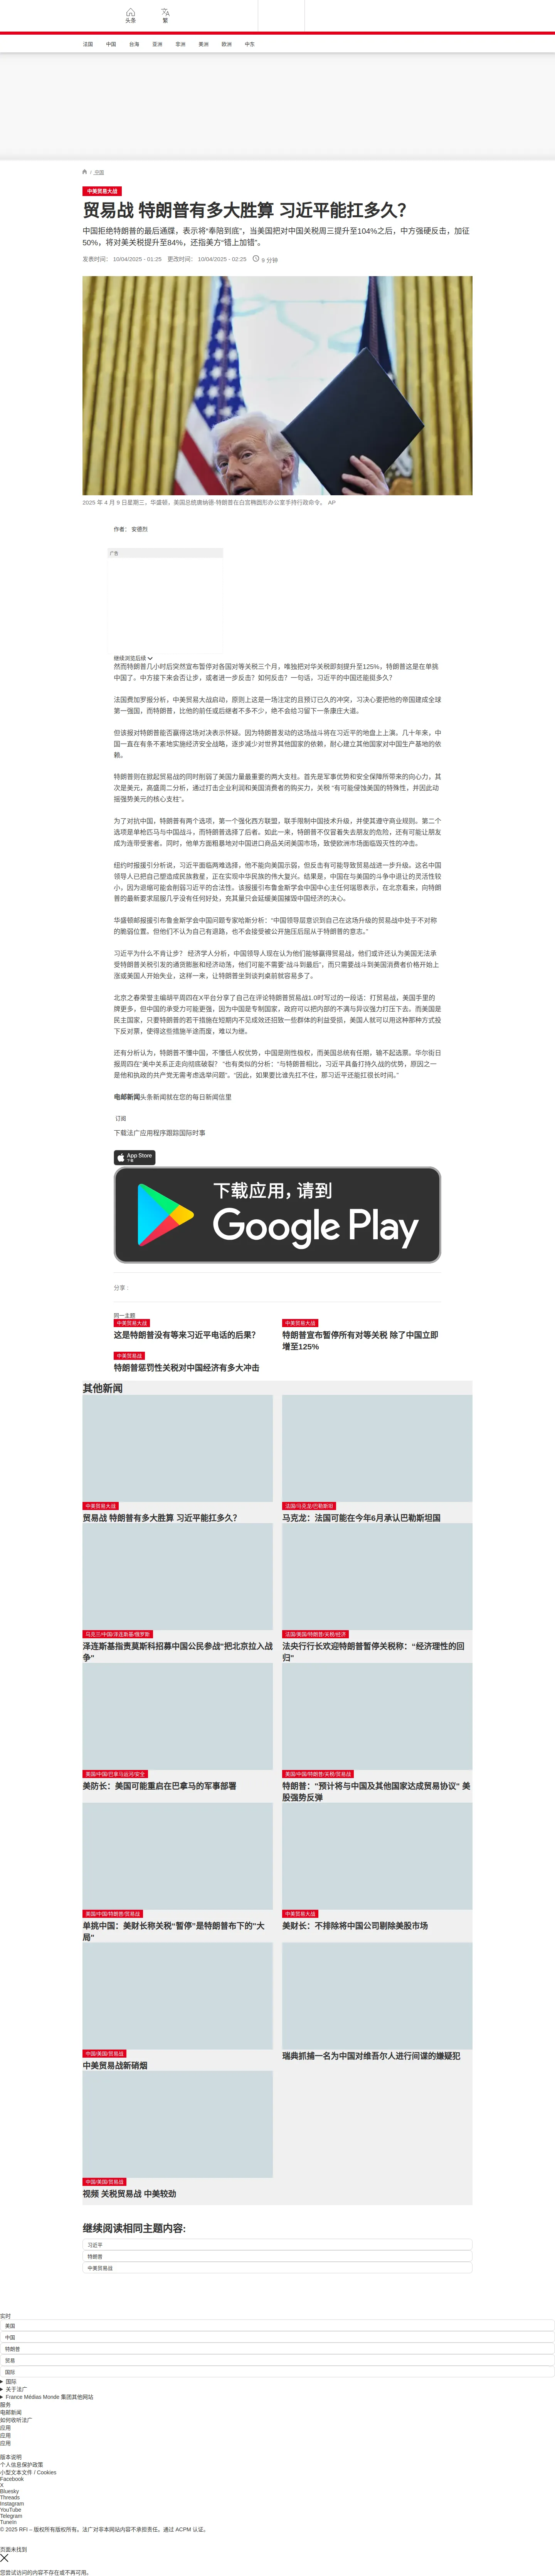 头条
繁
法国
中国
台海
亚洲
非洲
美洲
欧洲
中东
/ 中国
中美贸易大战
贸易战 特朗普有多大胜算 习近平能扛多久？
中国拒绝特朗普的最后通牒，表示将“奉陪到底”，当美国把对中国关税周三提升至104%之后，中方强硬反击，加征
50%，将对美关税提升至84%，还指美方“错上加错”。
发表时间： 10/04/2025 - 01:25 更改时间： 10/04/2025 - 02:25 9 分钟
2025 年 4 月 9 日星期三，华盛顿，美国总统唐纳德-特朗普在白宫椭圆形办公室手持行政命令。 AP
作者： 安德烈
广告
继续浏览后续
然而特朗普几小时后突然宣布暂停对各国对等关税三个月，唯独把对华关税即刻提升至125%，特朗普这是在单挑
中国了。中方接下来会否让步，或者进一步反击？如何反击？一句话，习近平的中国还能挺多久？
法国费加罗报分析，中美贸易大战启动，原则上这是一场注定的且预订已久的冲突，习决心要把他的帝国建成全球
第一强国，而特朗普，比他的前任或后继者不多不少，绝不会给习留下一条康庄大道。
但该报对特朗普能否赢得这场对决表示怀疑。因为特朗普发动的这场战斗将在习近平的地盘上上演。几十年来，中
国一直在有条不紊地实施经济安全战略，逐步减少对世界其他国家的依赖，耐心建立其他国家对中国生产基地的依
赖。
特朗普则在掀起贸易战的同时削弱了美国力量最重要的两大支柱。首先是军事优势和安全保障所带来的向心力。其
次是美元，高盛周二分析，通过打击企业利润和美国消费者的购买力，关税 “有可能侵蚀美国的特殊性，并因此动
摇强势美元的核心支柱”。
为了对抗中国，特朗普有两个选项，第一个强化西方联盟，联手限制中国技术升级，并使其遵守商业规则。第二个
选项是单枪匹马与中国战斗，而特朗普选择了后者。如此一来，特朗普不仅冒着失去朋友的危险，还有可能让朋友
成为连带受害者。同时，他单方面粗暴地对中国进口商品关闭美国市场，致使欧洲市场面临毁灭性的冲击。
纽约时报援引分析说，习近平面临两难选择，他不能向美国示弱，但反击有可能导致贸易战进一步升级。这名中国
领导人已把自己塑造成民族救星，正在实现中华民族的伟大复兴。结果是，中国在与美国的斗争中退让的灵活性较
小，因为退缩可能会削弱习近平的合法性。该报援引布鲁金斯学会中国中心主任何瑞恩表示，在北京看来，向特朗
普的最新要求屈服几乎没有任何好处，充其量只会延缓美国摧毁中国经济的决心。
华盛顿邮报援引布鲁金斯学会中国问题专家哈斯分析：“中国领导层意识到自己在这场升级的贸易战中处于不对称
的脆弱位置。但他们不认为自己有退路，也不会接受被公开施压后屈从于特朗普的意志。”
习近平为什么不肯让步？ 经济学人分析，中国领导人现在认为他们能够赢得贸易战，他们或许还认为美国无法承
受特朗普关税引发的通货膨胀和经济动荡，他们可能不需要“战斗到最后”，而只需要战斗到美国消费者价格开始上
涨或美国人开始失业，这样一来，让特朗普坐到谈判桌前就容易多了。
北京之春荣誉主编胡平周四在X平台分享了自己在评论特朗普贸易战1.0时写过的一段话：打贸易战，美国手里的
牌更多，但中国的承受力可能更强，因为中国是专制国家，政府可以把内部的不满与异议强力打压下去。而美国是
民主国家，只要特朗普的若干措施在短期内不见成效还招致一些群体的利益受损，美国人就可以用这种那种方式投
下反对票，使得这些措施半途而废，难以为继。
还有分析认为，特朗普不懂中国，不懂低人权优势，中国是刚性极权，而美国总统有任期，输不起选票。华尔街日
报周四在“美中关系正走向彻底破裂？ ”也有类似的分析：“与特朗普相比，习近平具备打持久战的优势，原因之一
是他和执政的共产党无需考虑选举问题”。“因此，如果要比谁先扛不住，那习近平还能扛很长时间。”
电邮新闻头条新闻就在您的每日新闻信里
订阅
下载法广应用程序跟踪国际时事
App Store
下载
下载应用，请到
Google Play
分享 :
同一主题
中美贸易大战
这是特朗普没有等来习近平电话的后果？
中美贸易大战
特朗普宣布暂停所有对等关税 除了中国立即
增至125%
中美贸易战
特朗普惩罚性关税对中国经济有多大冲击
其他新闻
中美贸易大战
贸易战 特朗普有多大胜算 习近平能扛多久？
法国/马克龙/巴勒斯坦
马克龙：法国可能在今年6月承认巴勒斯坦国
乌克兰/中国/泽连斯基/俄罗斯
泽连斯基指责莫斯科招募中国公民参战"把北京拉入战
争"
法国/美国/特朗普/关税/经济
法央行行长欢迎特朗普暂停关税称："经济理性的回
归"
美国/中国/巴拿马运河/安全
美防长：美国可能重启在巴拿马的军事部署
美国/中国/特朗普/关税/贸易战
特朗普："预计将与中国及其他国家达成贸易协议" 美
股强势反弹
美国/中国/特朗普/贸易战
单挑中国：美财长称关税"暂停”是特朗普布下的"大
局"
中美贸易大战
美财长：不排除将中国公司剔除美股市场
中国/美国/贸易战
中美贸易战新硝烟
瑞典抓捕一名为中国对维吾尔人进行间谍的嫌疑犯
中国/美国/贸易战
视频 关税贸易战 中美较劲
继续阅读相同主题内容:
习近平
特朗普
中美贸易战
实时
美国
中国
特朗普
贸易
国际
国际
关于法广
France Médias Monde 集团其他网站
服务
电邮新闻
如何收听法广
应用
应用
应用
版本说明
个人信息保护政策
小型文本文件 / Cookies
Facebook
X
Bluesky
Threads
Instagram
YouTube
Telegram
TuneIn
© 2025 RFI – 版权所有版权所有。法广对非本网站内容不承担责任。通过 ACPM 认证。
页面未找到
您尝试访问的内容不存在或不再可用。